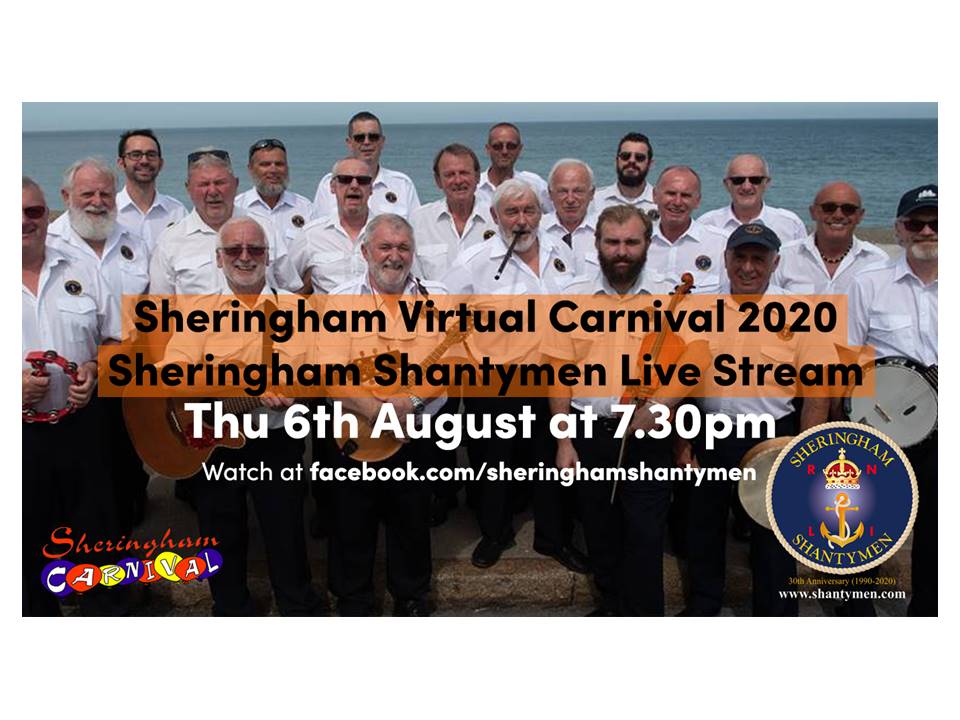 Sheringham Virtual Carnival 2020
Sheringham Shantymen Live Stream
Thu 6th August at 7.30pm
Watch at facebook.com/sheringhamshantymen
Sheringham
CARNIVAL
SHERINGHAM
R N
L I
SHANTYMEN
30th Anniversary (1990-2020)
www.shantymen.com